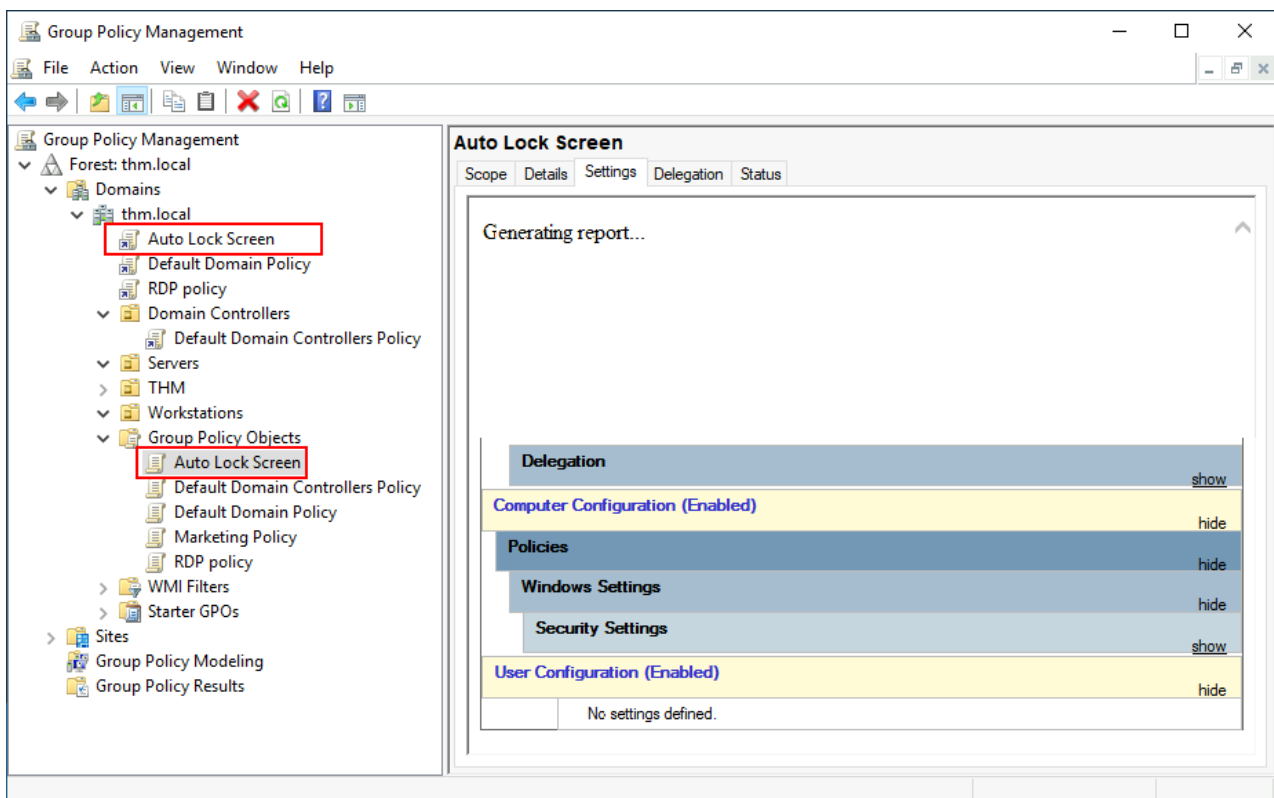 Group Policy Management
File Action View Window Help
Group Policy Management
Forest: thm.local
Domains
thm.local
Auto Lock Screen
Default Domain Policy
RDP policy
Domain Controllers
Default Domain Controllers Policy
Servers
THM
Workstations
Group Policy Objects
Auto Lock Screen
Default Domain Controllers Policy
Default Domain Policy
Marketing Policy
RDP policy
WMI Filters
Starter GPOs
Sites
Group Policy Modeling
Group Policy Results
Auto Lock Screen
Scope Details Settings Delegation Status
Generating report...
Delegation
show
Computer Configuration (Enabled)
hide
Policies
hide
Windows Settings
hide
Security Settings
show
User Configuration (Enabled)
hide
No settings defined.